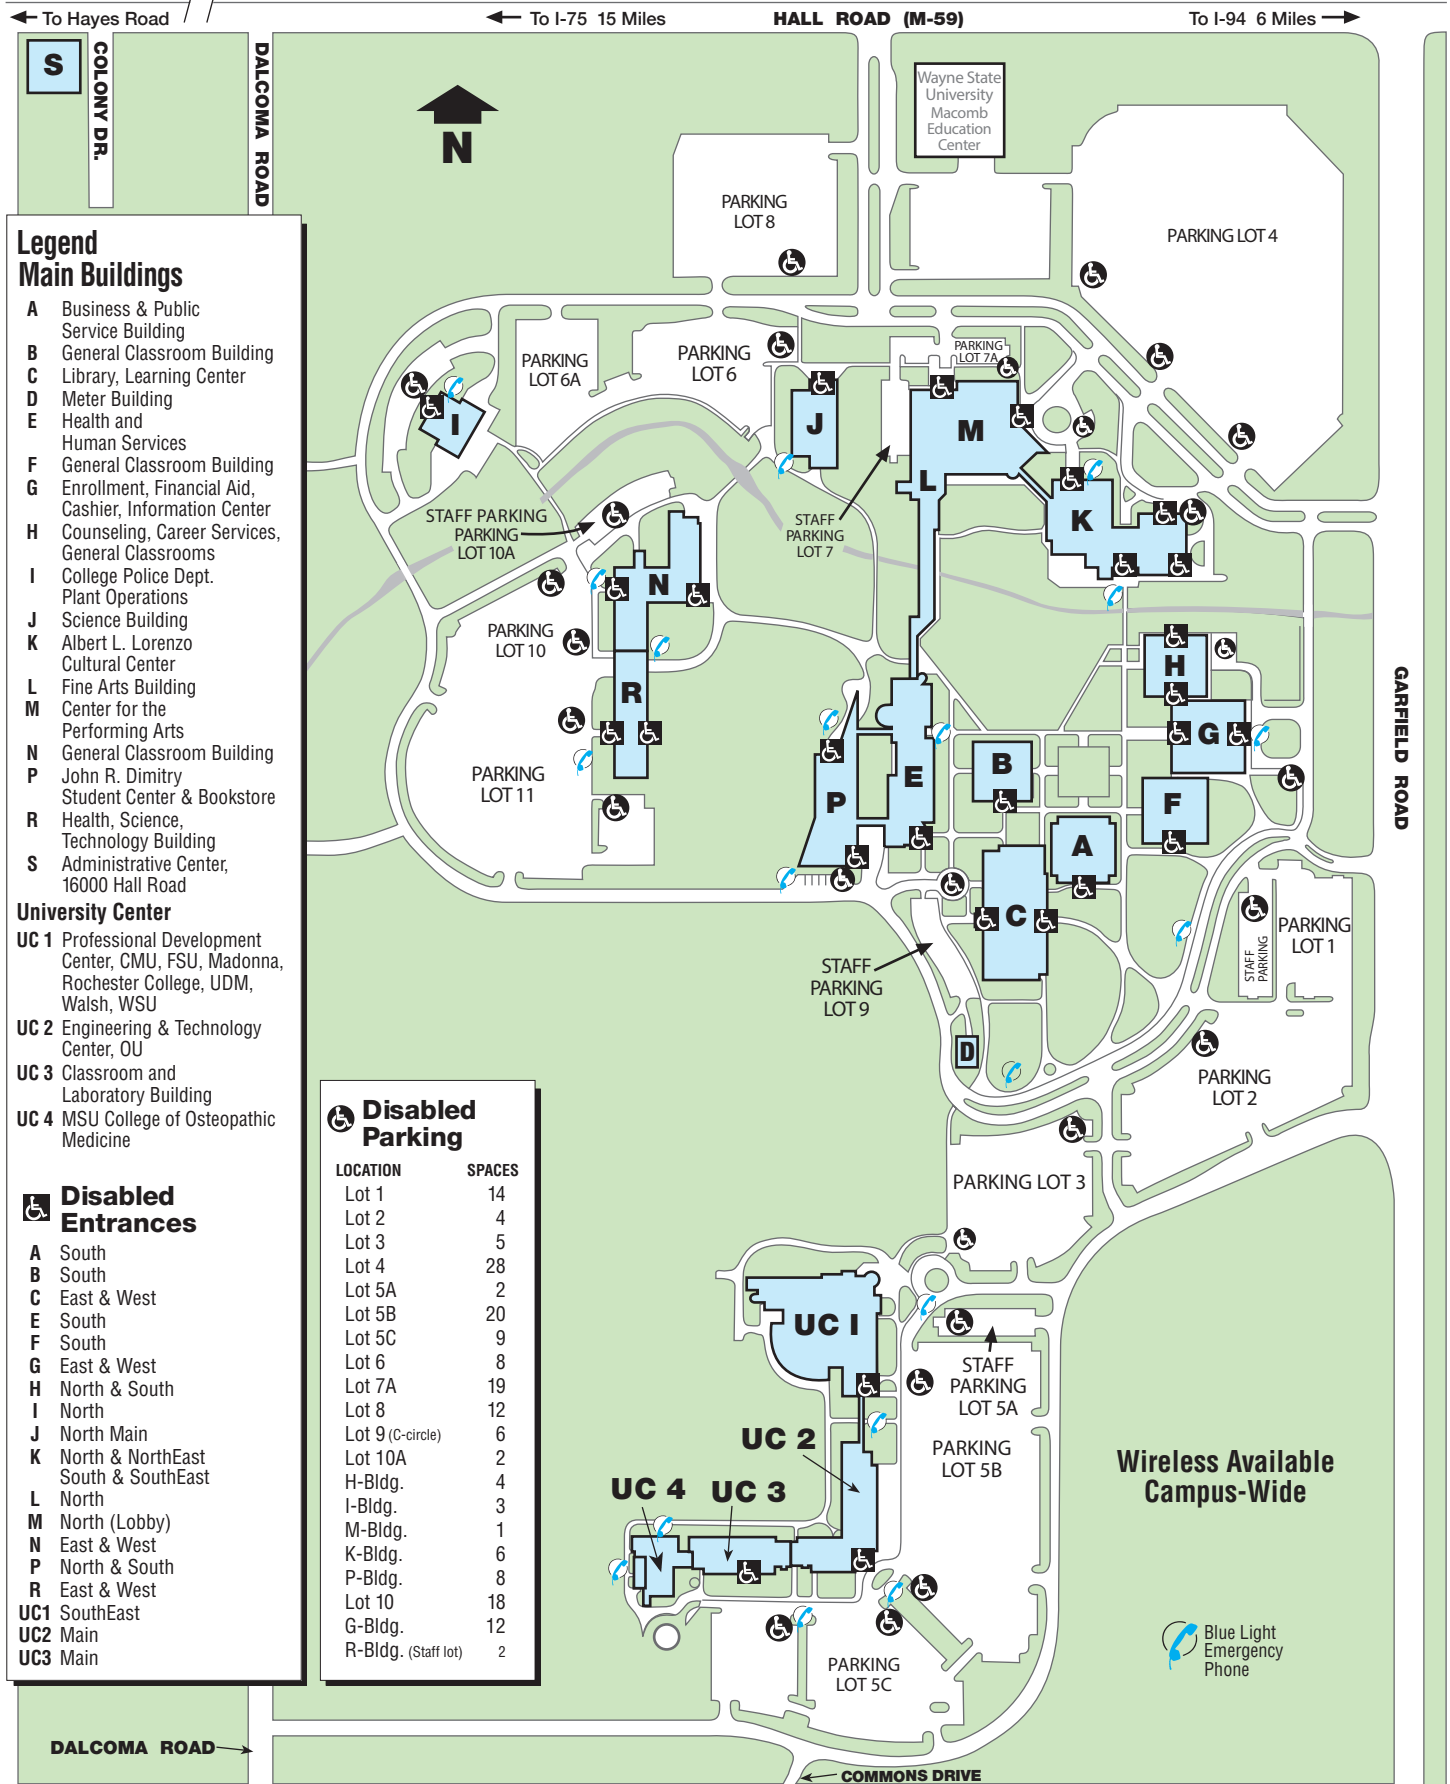 To Hayes Road
To I-75 15 Miles
HALL ROAD (M-59)
To I-94 6 Miles
S
COLONY DR.
DALCOMA ROAD
N
Wayne State
University
Macomb
Education
Center
PARKING
LOT 8
PARKING LOT 4
Legend
Main Buildings
A Business & Public
Service Building
B General Classroom Building
C Library, Learning Center
D Meter Building
E Health and
Human Services
F General Classroom Building
G Enrollment, Financial Aid,
Cashier, Information Center
H Counseling, Career Services,
General Classrooms
I College Police Dept.
Plant Operations
J Science Building
K Albert L. Lorenzo
Cultural Center
L Fine Arts Building
M Center for the
Performing Arts
N General Classroom Building
P John R. Dimitry
Student Center & Bookstore
R Health, Science,
Technology Building
S Administrative Center,
16000 Hall Road
University Center
UC 1 Professional Development
Center, CMU, FSU, Madonna,
Rochester College, UDM,
Walsh, WSU
UC 2 Engineering & Technology
Center, OU
UC 3 Classroom and
Laboratory Building
UC 4 MSU College of Osteopathic
Medicine
Disabled
Entrances
A South
B South
C East & West
E South
F South
G East & West
H North & South
I North
J North Main
K North & NorthEast
South & SouthEast
L North
M North (Lobby)
N East & West
P North & South
R East & West
UC1 SouthEast
UC2 Main
UC3 Main
PARKING
LOT 6A
PARKING
LOT 6
PARKING
LOT 7A
I
J
M
L
K
STAFF PARKING
PARKING
LOT 10A
STAFF
PARKING
LOT 7
N
PARKING
LOT 10
R
H
G
GARFIELD ROAD
PARKING
LOT 11
P
E
B
F
A
C
STAFF
PARKING
LOT 9
STAFF
PARKING
PARKING
LOT 1
D
PARKING
LOT 2
PARKING LOT 3
Disabled
Parking
LOCATION SPACES
Lot 1 14
Lot 2 4
Lot 3 5
Lot 4 28
Lot 5A 2
Lot 5B 20
Lot 5C 9
Lot 6 8
Lot 7A 19
Lot 8 12
Lot 9 (C-circle) 6
Lot 10A 2
H-Bldg. 4
I-Bldg. 3
M-Bldg. 1
K-Bldg. 6
P-Bldg. 8
Lot 10 18
G-Bldg. 12
R-Bldg. (Staff lot) 2
UC I
STAFF
PARKING
LOT 5A
UC 2
PARKING
LOT 5B
UC 4
UC 3
Wireless Available
Campus-Wide
PARKING
LOT 5C
Blue Light
Emergency
Phone
DALCOMA ROAD
COMMONS DRIVE